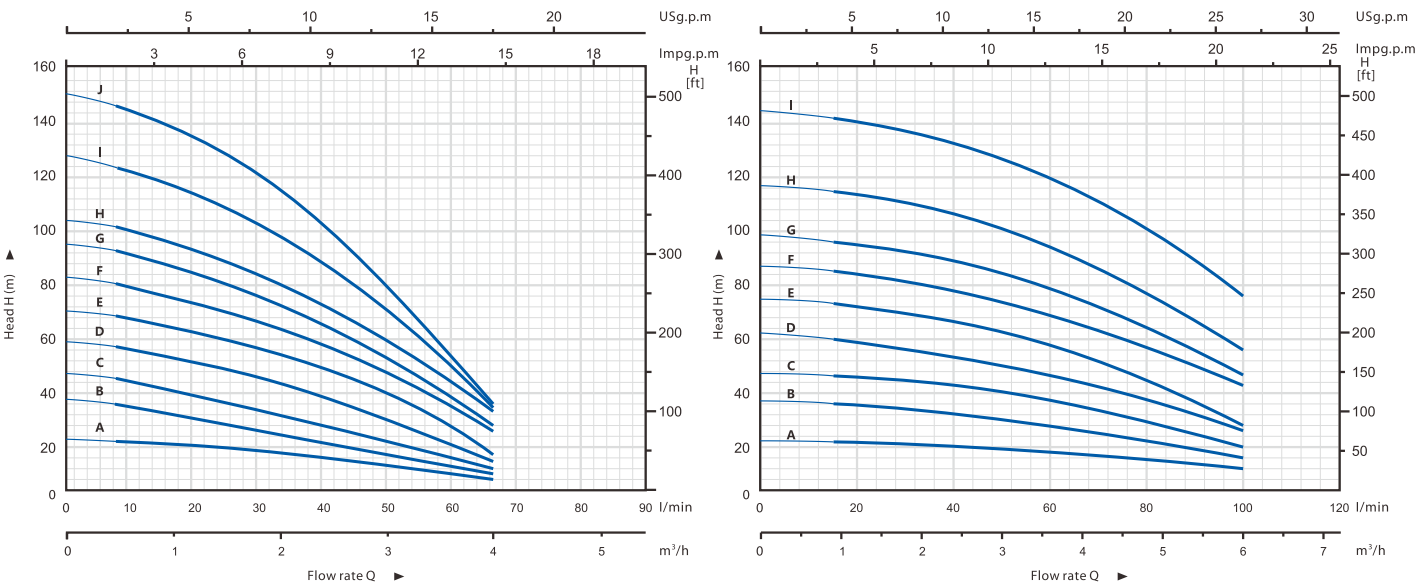 5 10 15 20 USg.p.m
3 6 9 12 15 18 Impg.p.m
H
[ft]
160
140
120
100
80
60
40
20
0
Head H (m) ▲
J
I
H
G
F
E
D
C
B
A
500
400
300
200
100
0 10 20 30 40 50 60 70 80 90 l/min
0 1 2 3 4 5 m³/h
Flow rate Q ►
5 10 15 20 25 30 USg.p.m
5 10 15 20 25 Impg.p.m
H
[ft]
160
140
120
100
80
60
40
20
0
Head H (m) ▲
I
H
G
F
E
D
C
B
A
500
450
400
350
300
250
200
150
100
50
0 20 40 60 80 100 120 l/min
0 1 2 3 4 5 6 7 m³/h
Flow rate Q ►